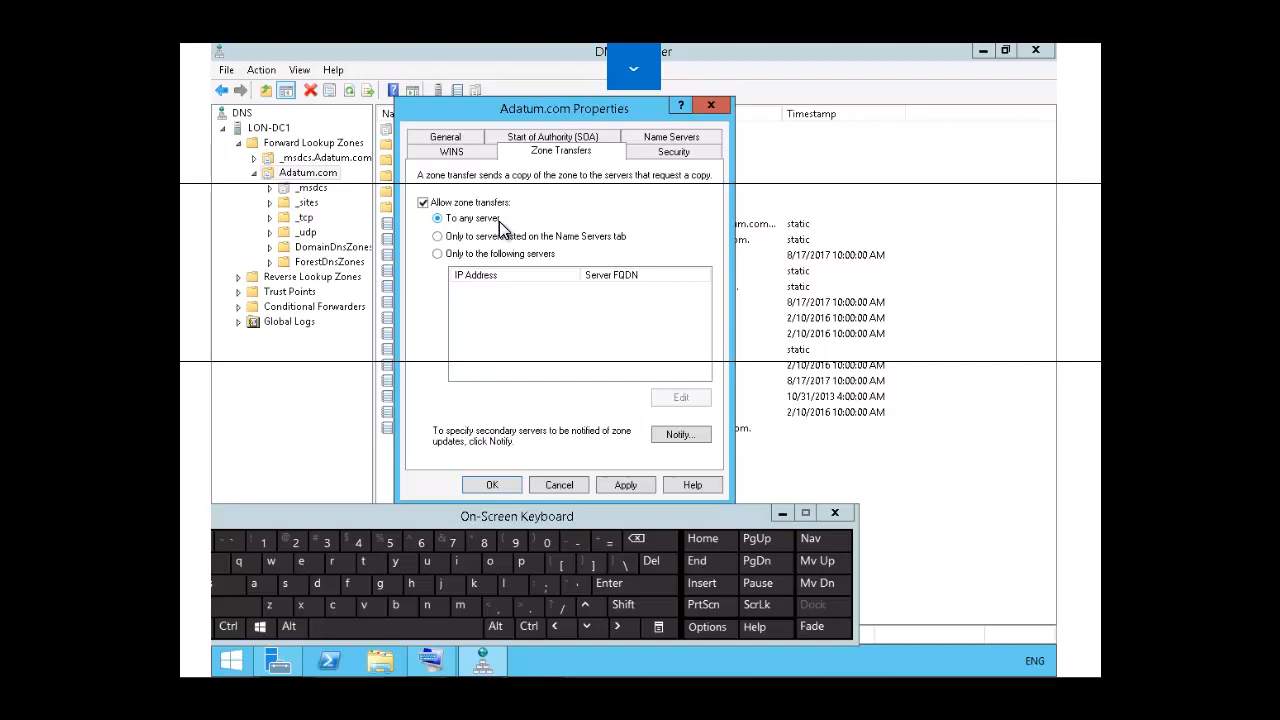 File Action View Help
DNS
LON-DC1
Forward Lookup Zones
_msdcs.Adatum.com
Adatum.com
_msdcs
_sites
_tcp
_udp
DomainDnsZones
ForestDnsZones
Reverse Lookup Zones
Trust Points
Conditional Forwarders
Global Logs
Timestamp
static
static
8/17/2017 10:00:00 AM
static
static
8/17/2017 10:00:00 AM
2/10/2016 10:00:00 AM
2/10/2016 10:00:00 AM
static
2/10/2016 10:00:00 AM
8/17/2017 10:00:00 AM
10/31/2013 4:00:00 AM
2/10/2016 10:00:00 AM
Adatum.com Properties
General Start of Authority (SOA) Name Servers
WINS Zone Transfers Security
A zone transfer sends a copy of the zone to the servers that request a copy.
Allow zone transfers:
To any server
Only to servers listed on the Name Servers tab
Only to the following servers
IP Address Server FQDN
Edit
To specify secondary servers to be notified of zone
updates, click Notify.
Notify...
OK Cancel Apply Help
On-Screen Keyboard
~ ` ! 1 @ 2 # 3 $ 4 % 5 ^ 6 & 7 * 8 ( 9 ) 0 _ - + = Home PgUp Nav
q w e r t y u i o p { [ } ] | \ Del End PgDn Mv Up
a s d f g h j k l : ; " ' Enter Insert Pause Mv Dn
z x c v b n m < , > . ? / Shift PrtScn ScrLk Dock
Ctrl Alt Alt Ctrl Options Help Fade
ENG